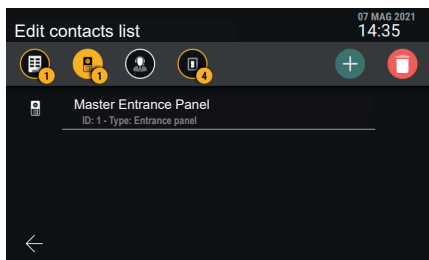 07 MAG 2021
Edit contacts list
14:35
1
1
4
Master Entrance Panel
ID: 1 - Type: Entrance panel